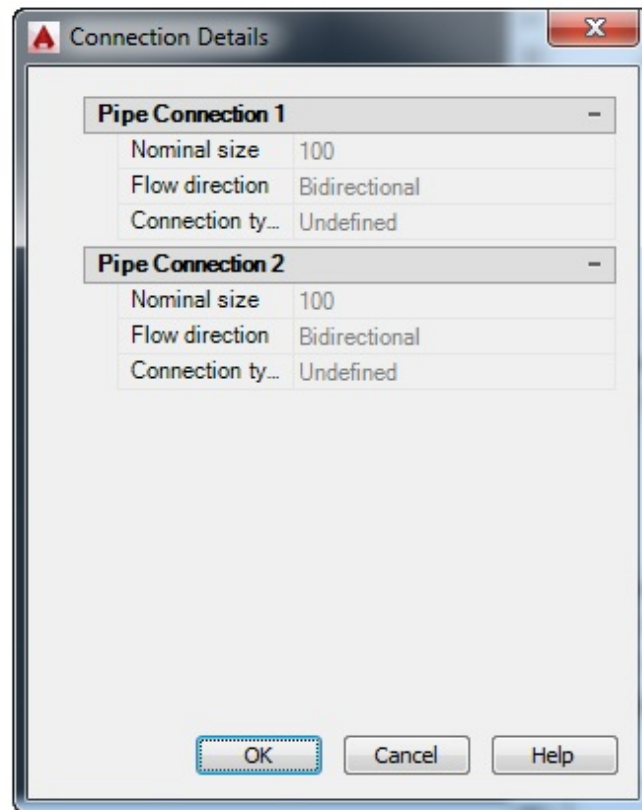 Connection Details
Pipe Connection 1
Nominal size 100
Flow direction Bidirectional
Connection ty... Undefined
Pipe Connection 2
Nominal size 100
Flow direction Bidirectional
Connection ty... Undefined
OK Cancel Help